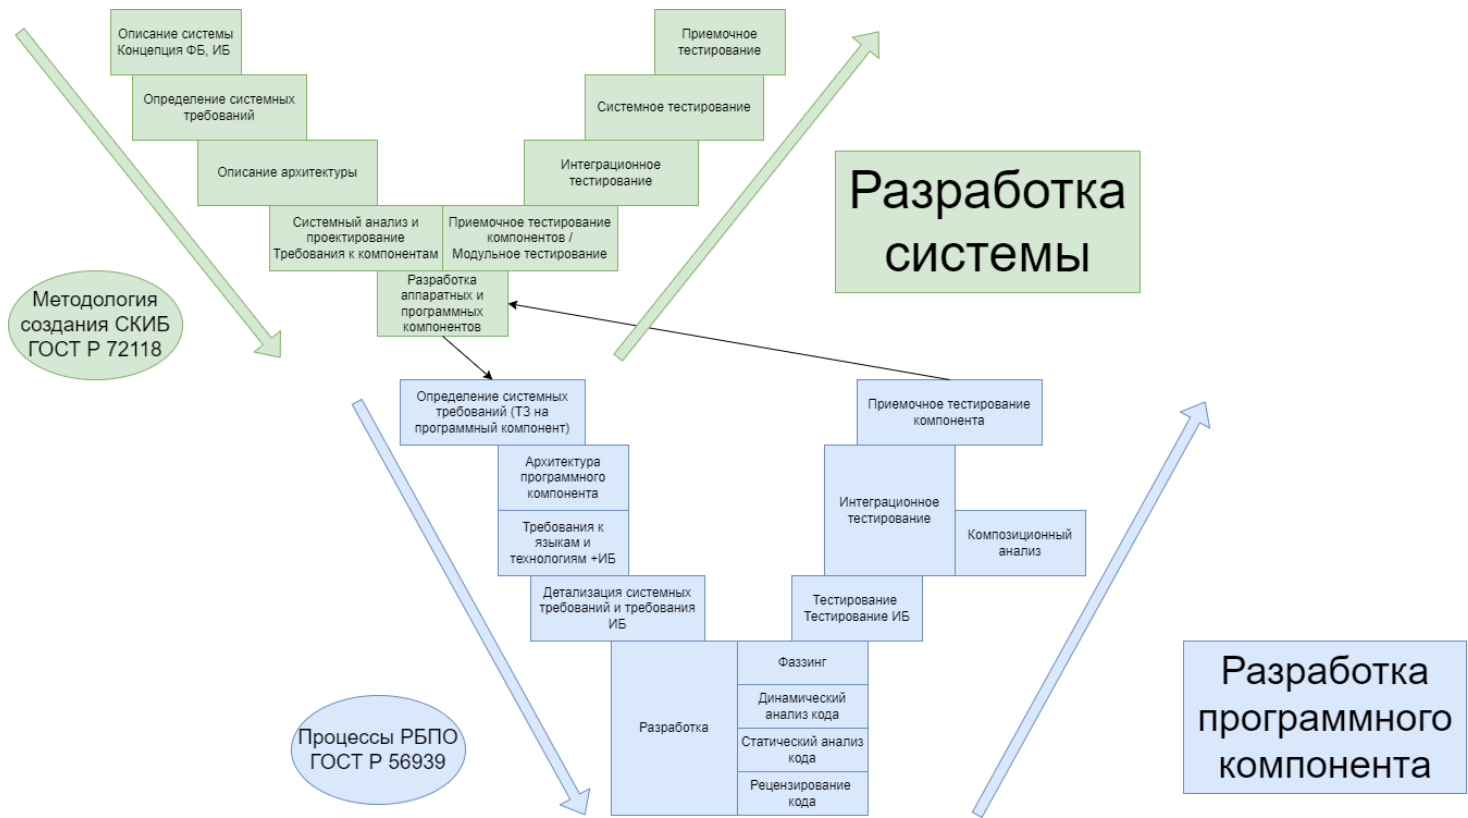 Описание системы
Концепция ФБ, ИБ
Приемочное
тестирование
Определение системных
требований
Системное тестирование
Описание архитектуры
Интеграционное
тестирование
Разработка
системы
Системный анализ и
проектирование
Требования к компонентам
Приемочное тестирование
компонентов /
Модульное тестирование
Методология
создания СКИБ
ГОСТ Р 72118
Разработка
аппаратных и
программных
компонентов
Определение системных
требований (ТЗ на
программный компонент)
Приемочное тестирование
компонента
Архитектура
программного
компонента
Интеграционное
тестирование
Требования к
языкам и
технологиям +ИБ
Композиционный
анализ
Детализация системных
требований и требования
ИБ
Тестирование
Тестирование ИБ
Разработка
Фаззинг
Динамический
анализ кода
Статический анализ
кода
Рецензирование
кода
Процессы РБПО
ГОСТ Р 56939
Разработка
программного
компонента